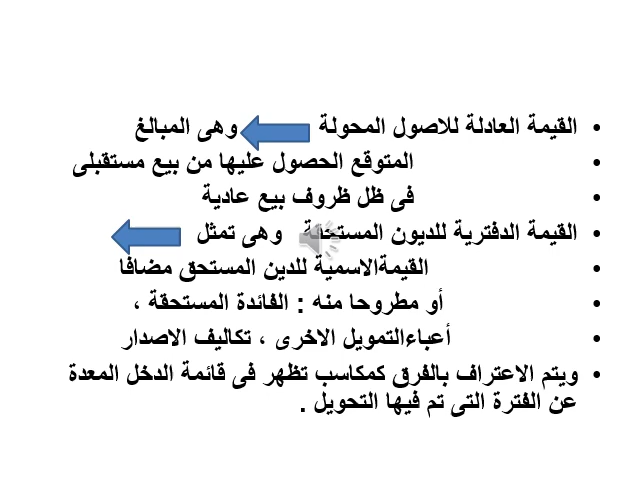 القيمة العادلة للاصول المحولة وهى المبالغ
المتوقع الحصول عليها من بيع مستقبلى
فى ظل ظروف بيع عادية
القيمة الدفترية للديون المستحقة وهى تمثل
القيمةالاسمية للدين المستحق مضافا
أو مطروحا منه : الفائدة المستحقة ،
أعباءالتمويل الاخرى ، تكاليف الاصدار
ويتم الاعتراف بالفرق كمكاسب تظهر فى قائمة الدخل المعدة
عن الفترة التى تم فيها التحويل .